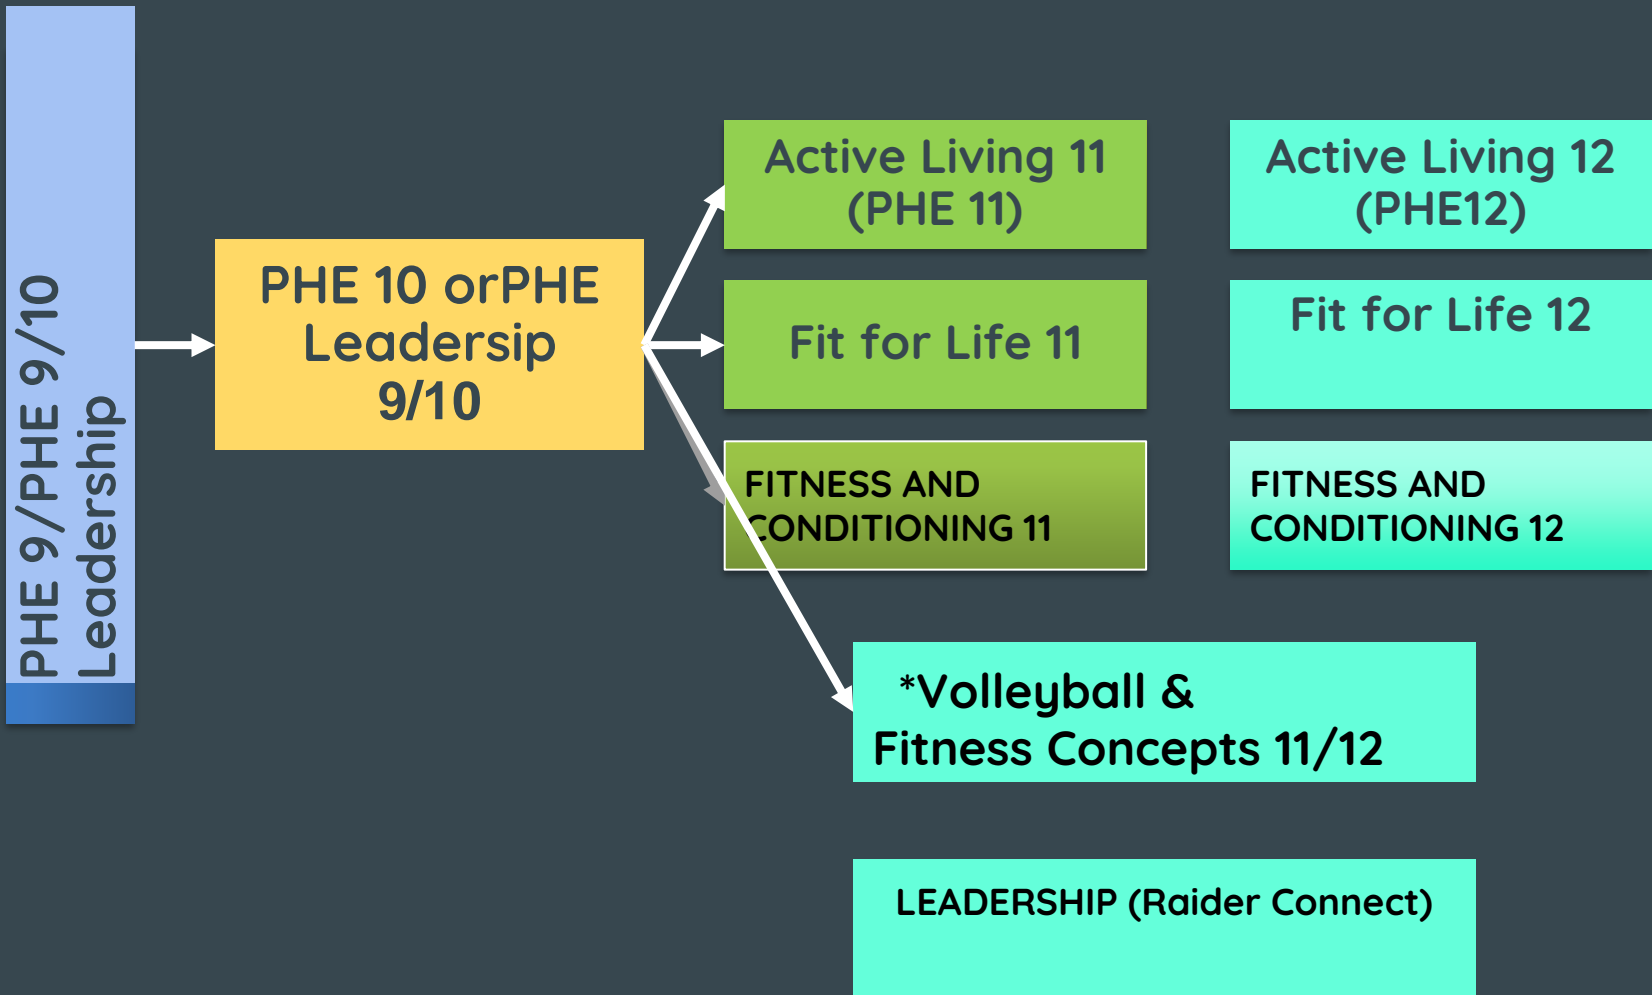 PHE 9/PHE 9/10
Leadership
PHE 10 orPHE
Leadersip
9/10
Active Living 11
(PHE 11)
Active Living 12
(PHE12)
Fit for Life 11
Fit for Life 12
FITNESS AND
CONDITIONING 11
FITNESS AND
CONDITIONING 12
*Volleyball &
Fitness Concepts 11/12
LEADERSHIP (Raider Connect)